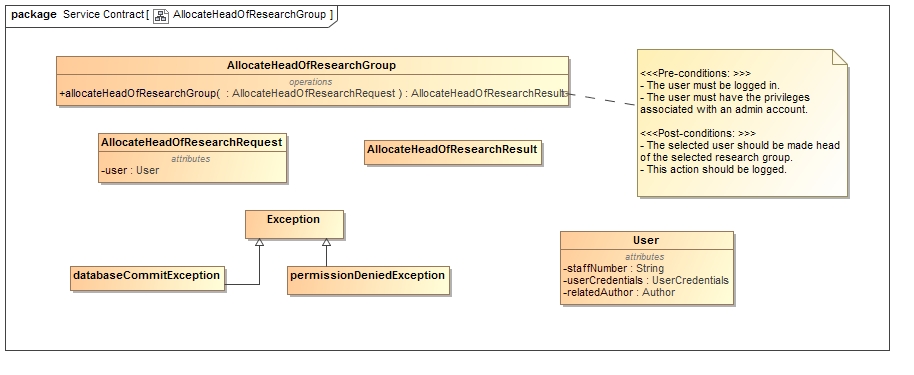 package Service Contract [ AllocateHeadOfResearchGroup ]
AllocateHeadOfResearchGroup
operations
+allocateHeadOfResearchGroup( : AllocateHeadOfResearchRequest ) : AllocateHeadOfResearchResult
<<<Pre-conditions: >>>
- The user must be logged in.
- The user must have the privileges
associated with an admin account.
<<<Post-conditions: >>>
- The selected user should be made head
of the selected research group.
- This action should be logged.
AllocateHeadOfResearchRequest
attributes
-user : User
AllocateHeadOfResearchResult
Exception
databaseCommitException
permissionDeniedException
User
attributes
-staffNumber : String
-userCredentials : UserCredentials
-relatedAuthor : Author